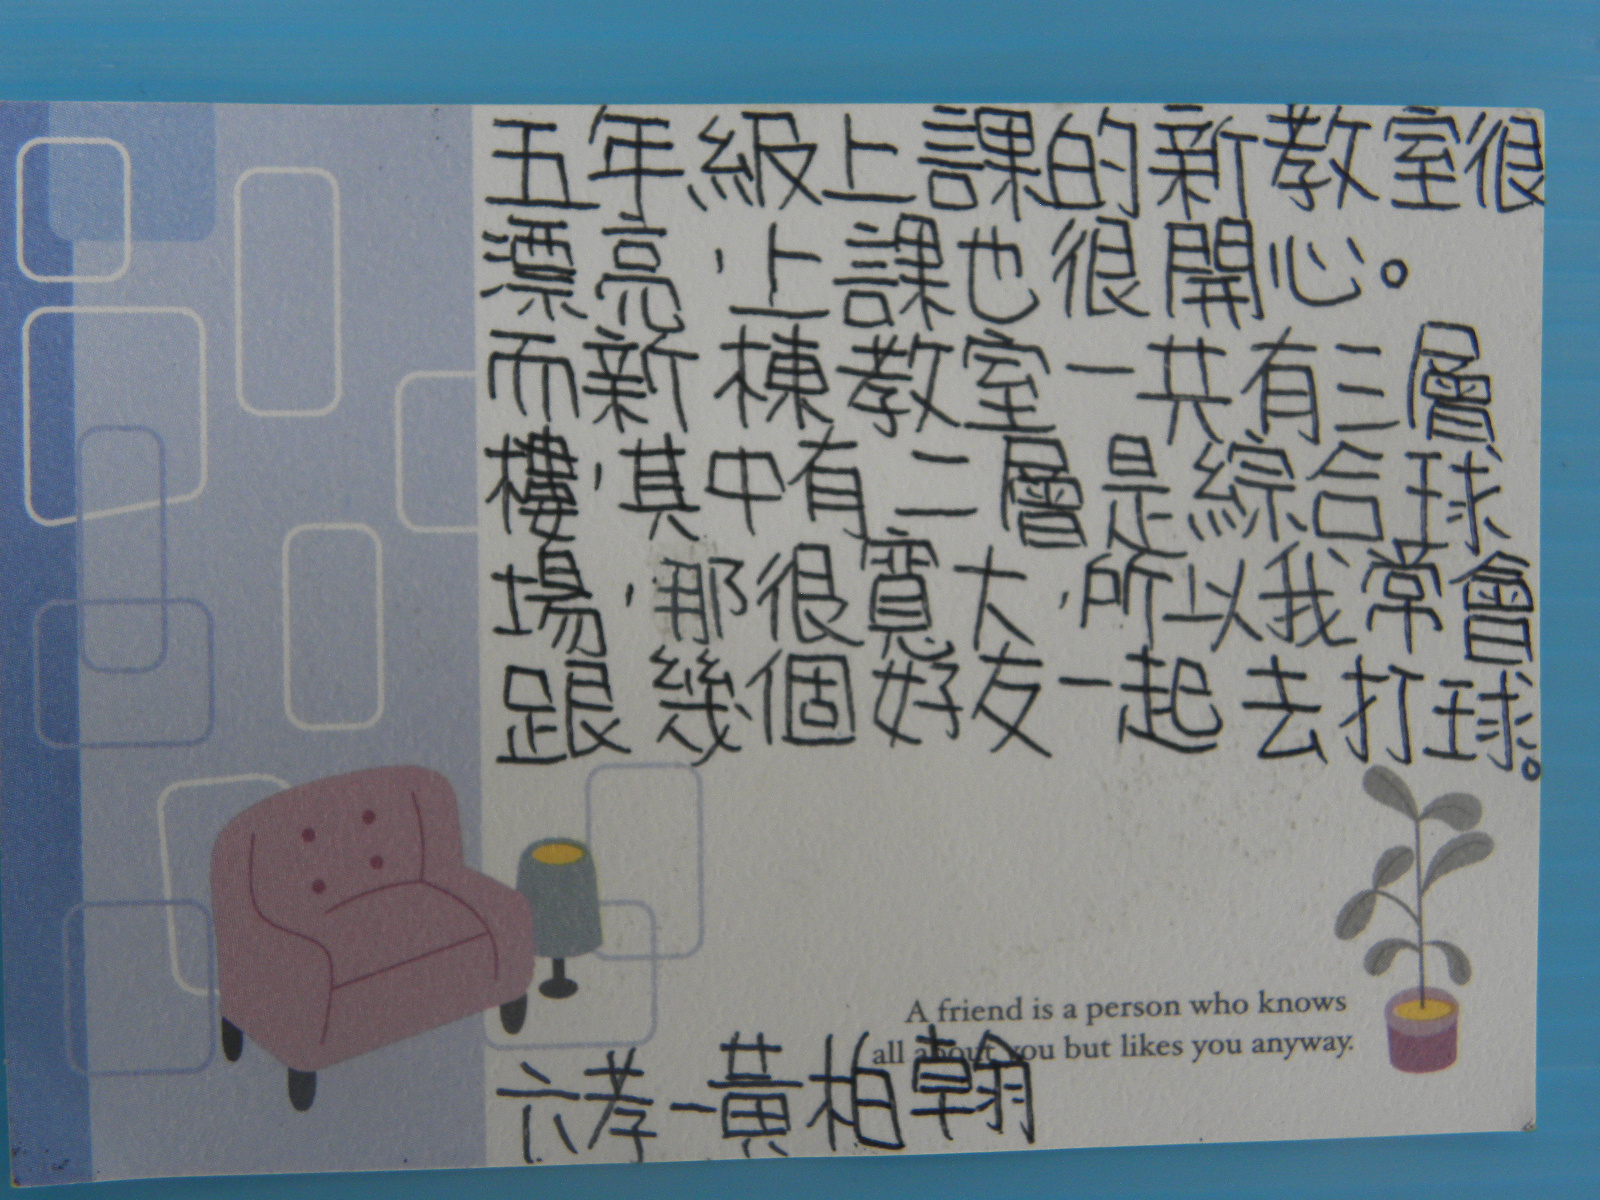 五年級上課的新教室很
漂亮，上課也很開心。
而新棟教室一共有三層
樓，其中有二層是綜合球
場，那很寬大，所以我常會
跟幾個好友一起去打球。
A friend is a person who knows
all about you but likes you anyway.
六孝一黃柏翰